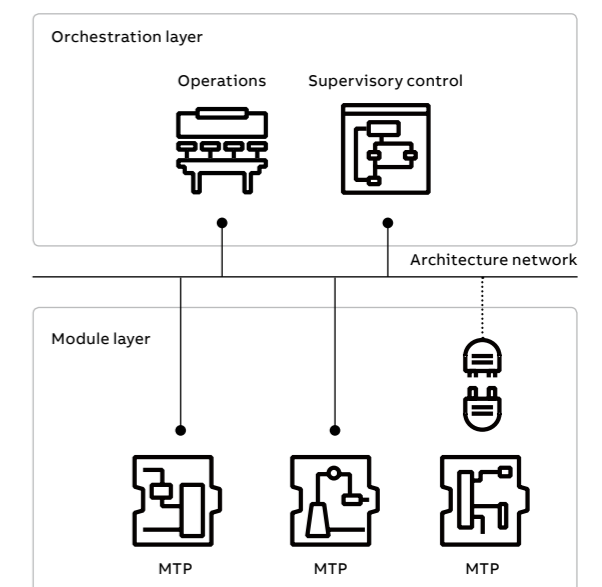 Orchestration layer
Operations
Supervisory control
Architecture network
Module layer
MTP
MTP
MTP